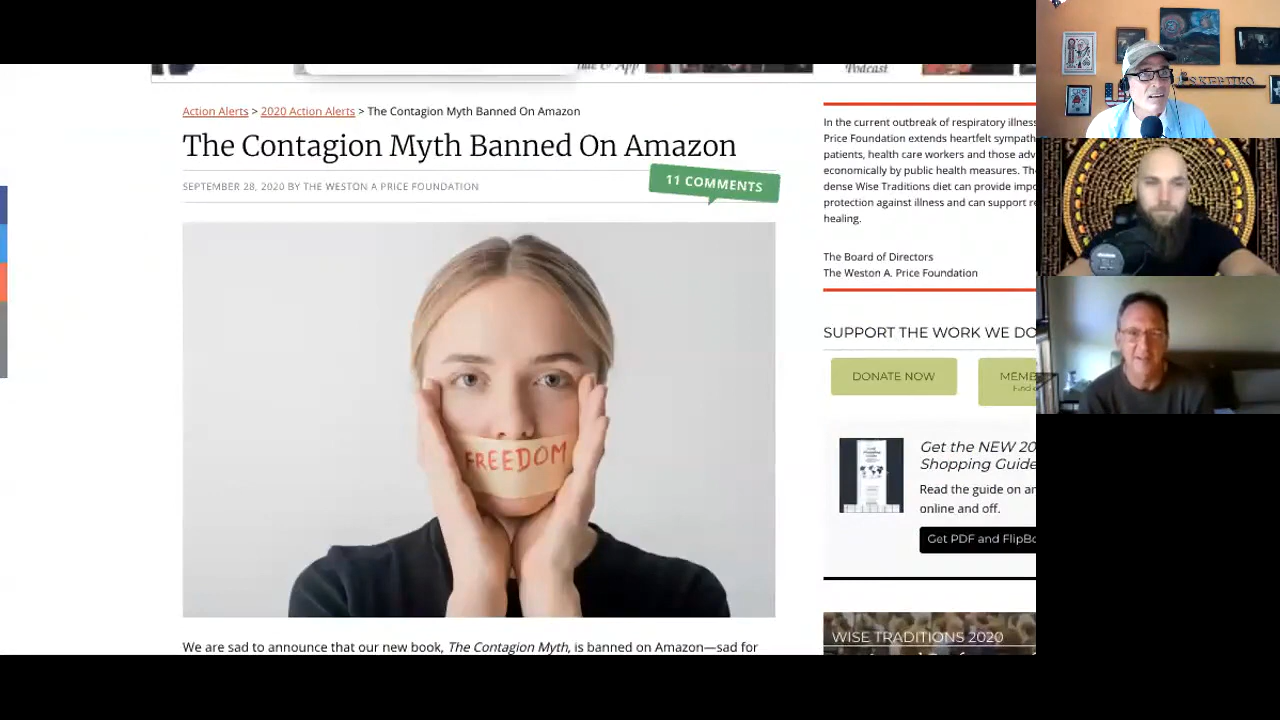 Podcast
Action Alerts > 2020 Action Alerts > The Contagion Myth Banned On Amazon
The Contagion Myth Banned On Amazon
SEPTEMBER 28, 2020 BY THE WESTON A PRICE FOUNDATION
11 COMMENTS
FREEDOM
We are sad to announce that our new book, The Contagion Myth, is banned on Amazon—sad for
In the current outbreak of respiratory illness
Price Foundation extends heartfelt
patients, health care workers and those
economically by public health measures.
dense Wise Traditions diet can provide
protection against illness and can support
healing.
The Board of Directors
The Weston A. Price Foundation
SUPPORT THE WORK WE DO
DONATE NOW
Get the NEW 20
Shopping Guide
Read the guide on
online and off.
Get PDF and
WISE TRADITIONS 2020
SKEPTIKO